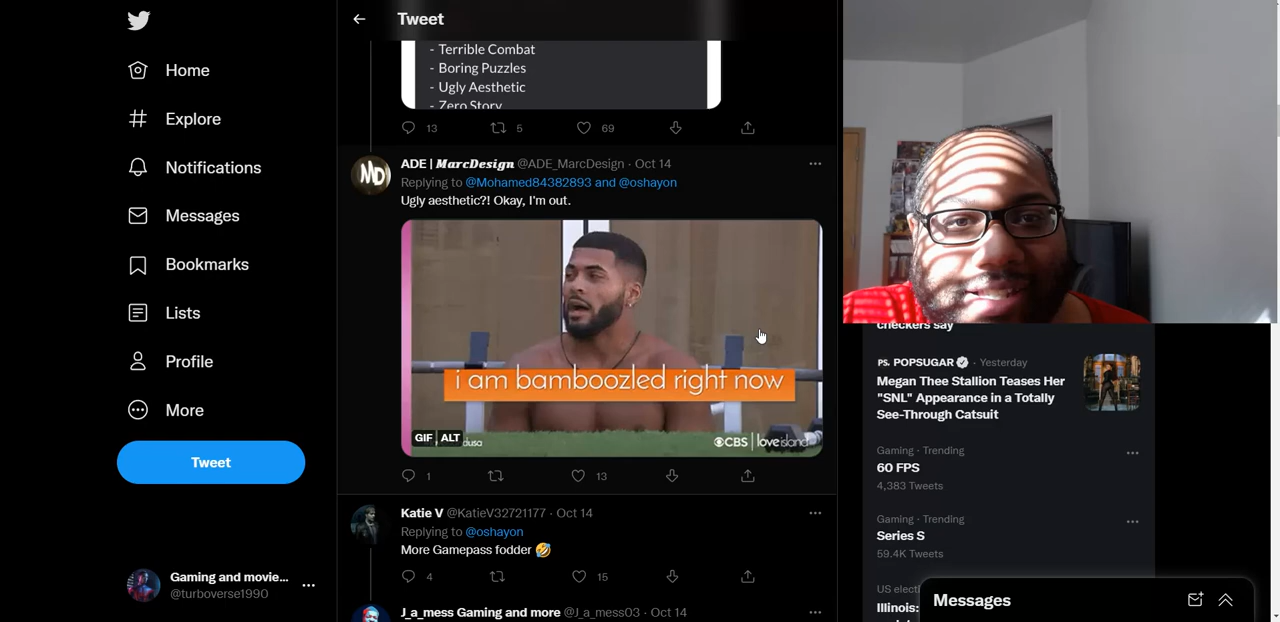 Tweet
- Terrible Combat
- Boring Puzzles
- Ugly Aesthetic
- Zero Story
13
5
69
Home
Explore
Notifications
Messages
Bookmarks
Lists
Profile
More
Tweet
Gaming and movie...
@turboverse1990
ADE | MarcDesign @ADE_MarcDesign · Oct 14
MD
Replying to @Mohamed84382893 and @oshayon
Ugly aesthetic?! Okay, I'm out.
i am bamboozled right now
GIF ALT
CBS | loveisland
1
13
Katie V @KatieV32721177 · Oct 14
Replying to @oshayon
More Gamepass fodder 🤣
4
15
J_a_mess Gaming and more @J_a_mess03 · Oct 14
checkers say
PS. POPSUGAR · Yesterday
Megan Thee Stallion Teases Her
"SNL" Appearance in a Totally
See-Through Catsuit
Gaming · Trending
60 FPS
4,383 Tweets
Gaming · Trending
Series S
59.4K Tweets
US electi
Illinois:
Messages